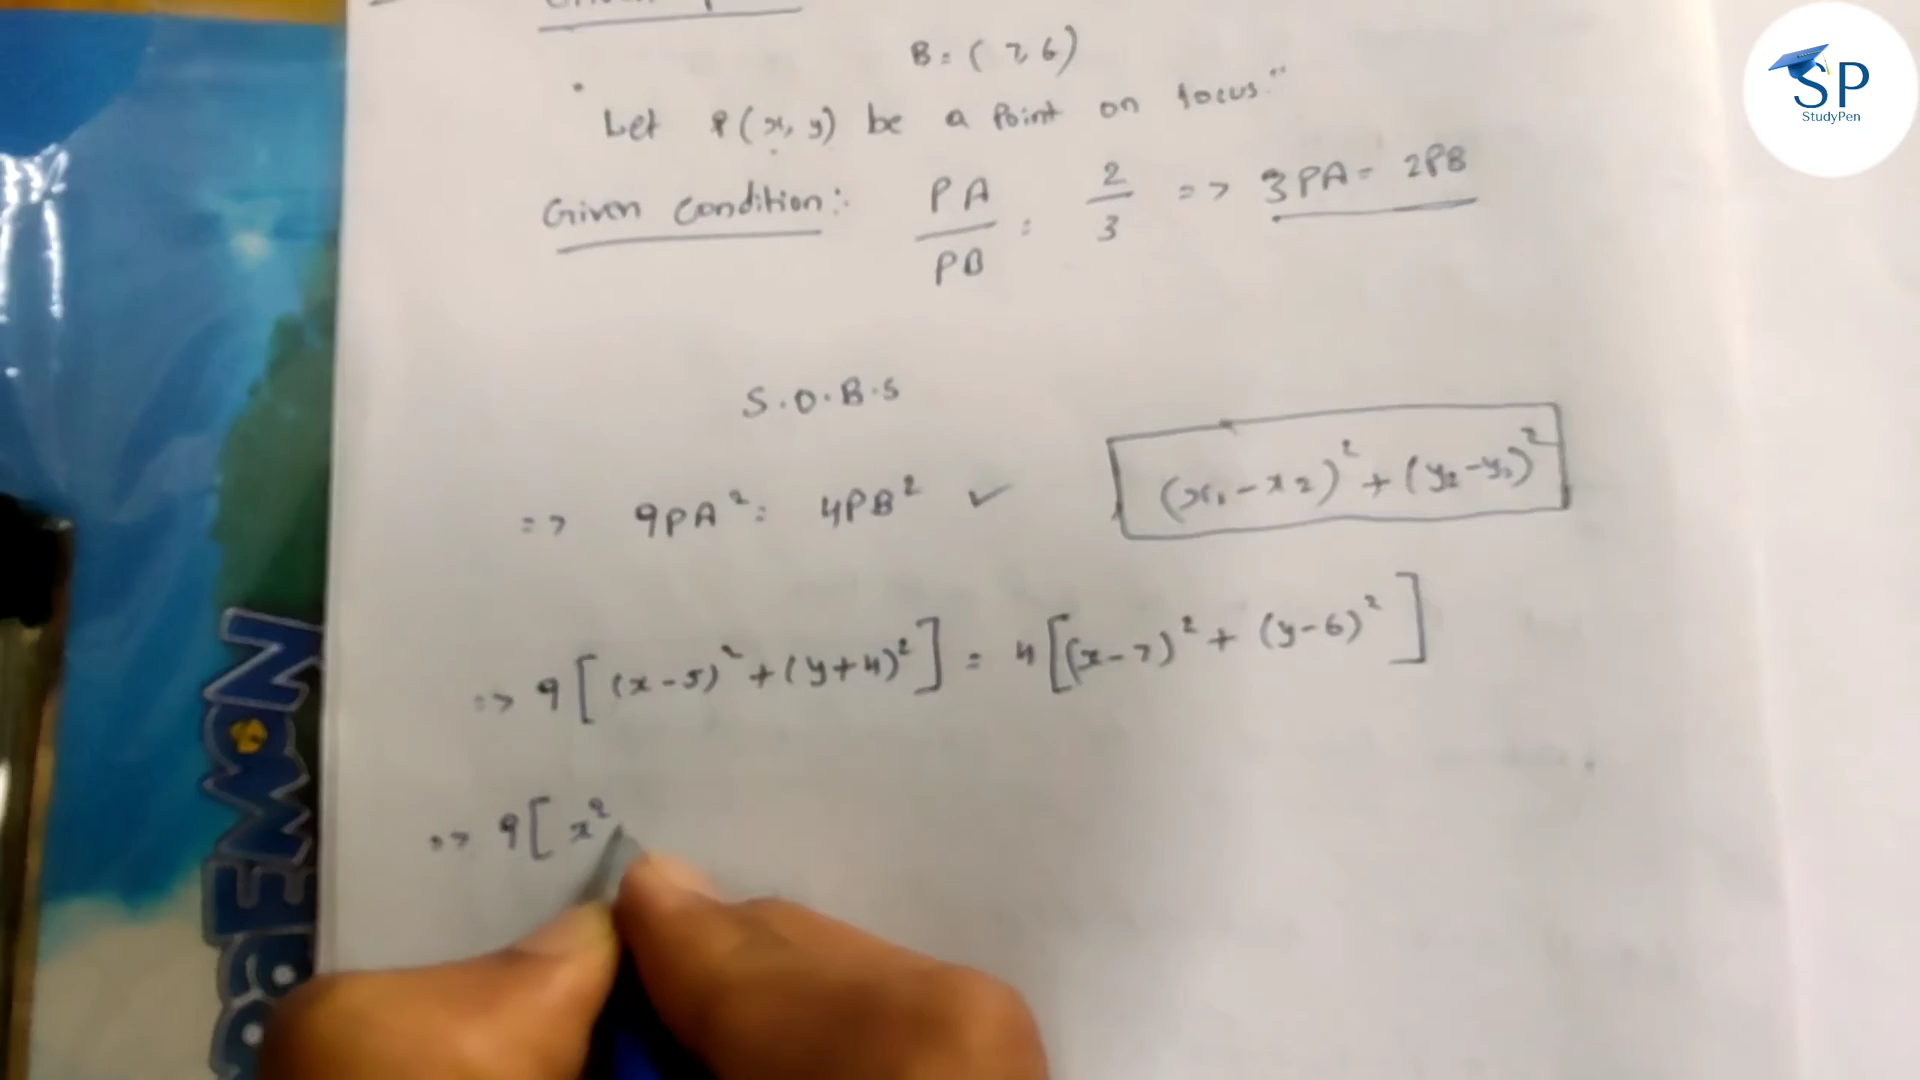 B = (7, 6)
Let P(x, y) be a Point on locus."
Given Condition:- PA/PB = 2/3 => 3PA = 2PB
S.O.B.S
=> 9PA² = 4PB² ✓
(x₁-x₂)²+(y₂-y₁)²
=> 9[(x-5)²+(y+4)²] = 4[(x-7)²+(y-6)²]
=> 9[x²
SP
StudyPen